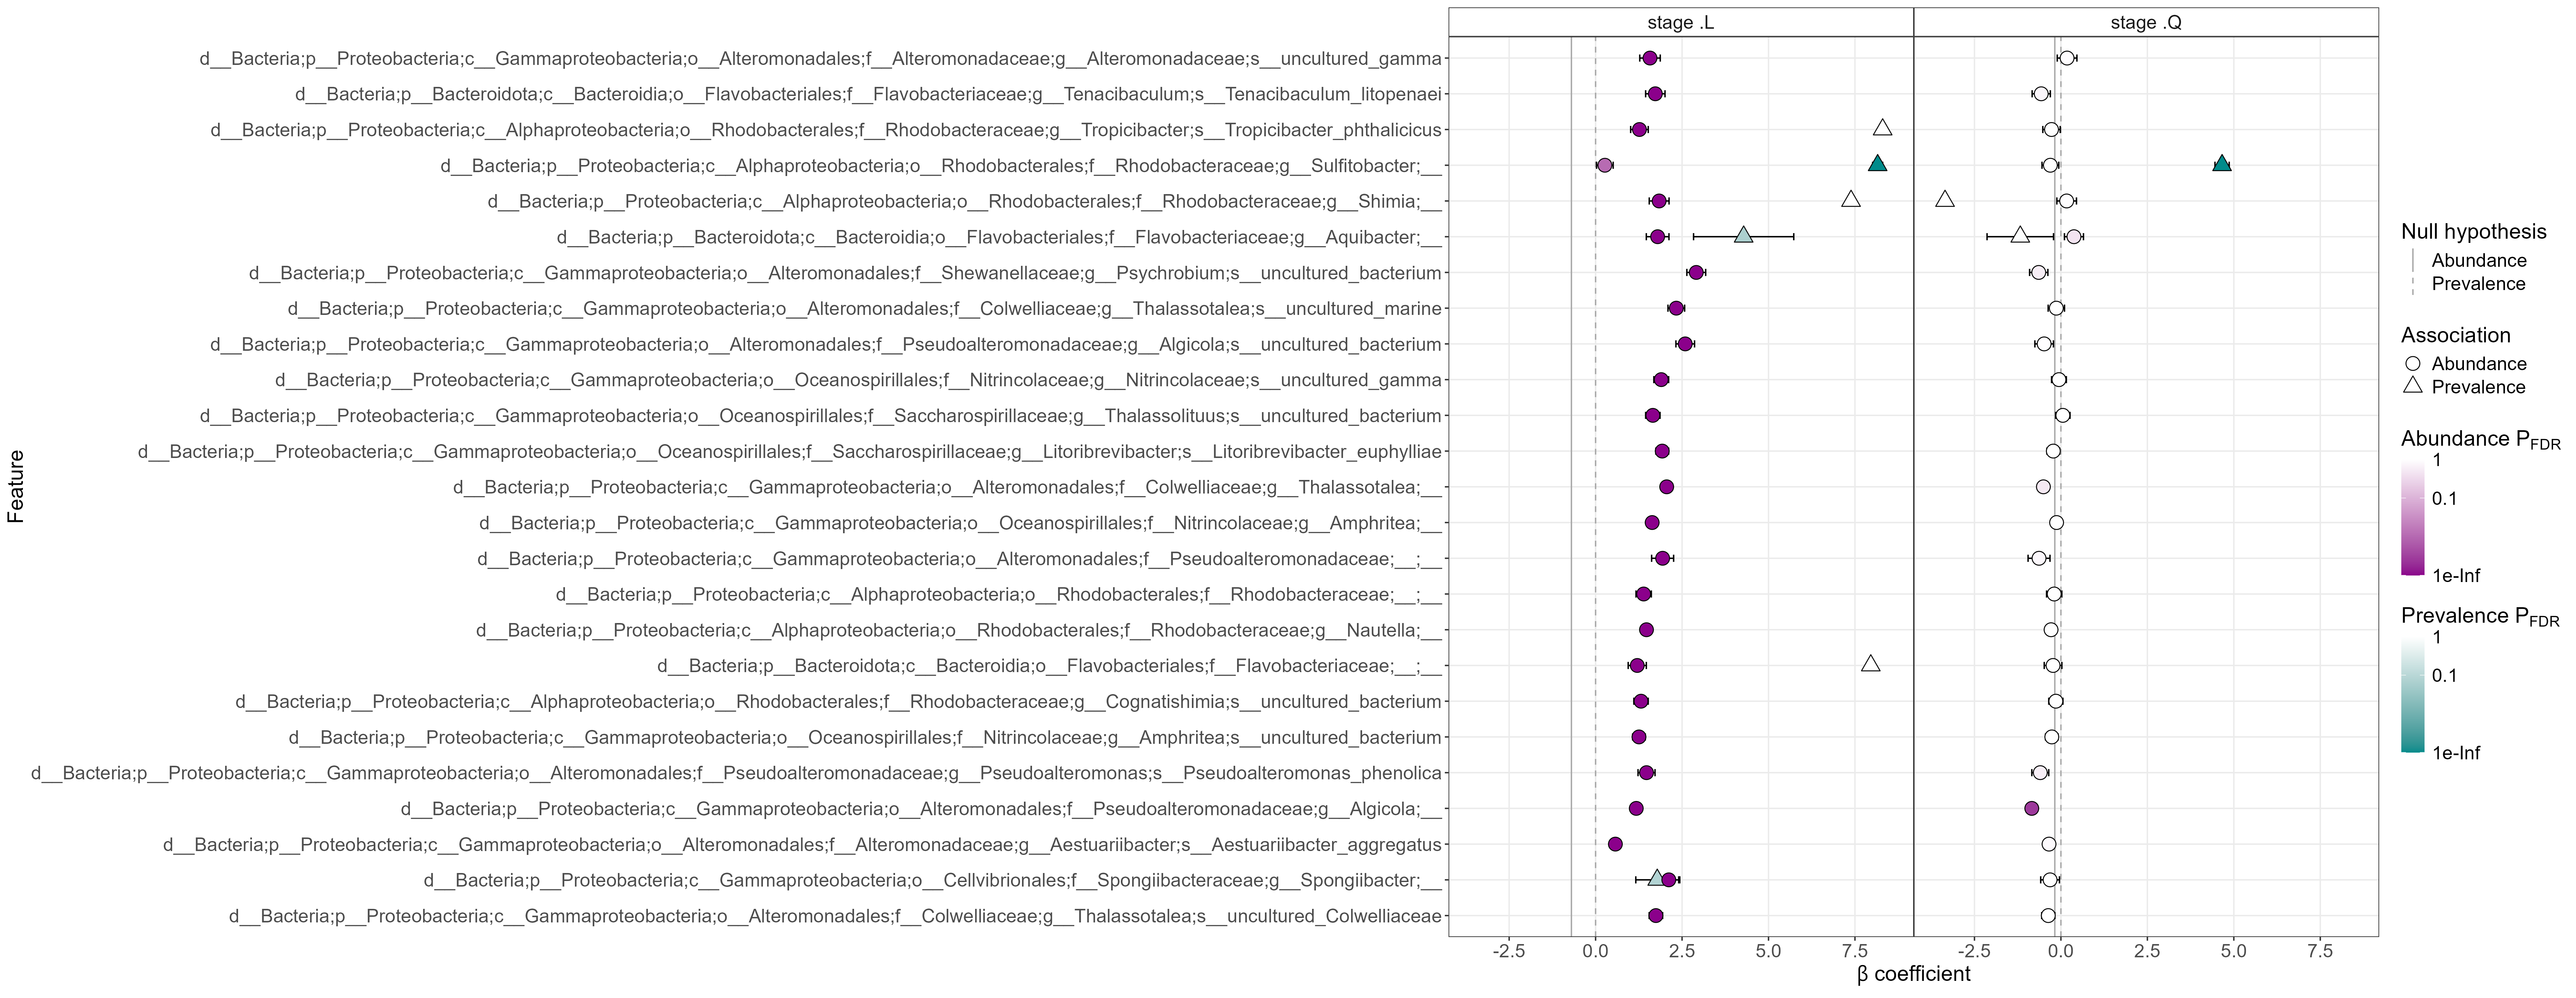 stage .L
stage .Q
d__Bacteria;p__Proteobacteria;c__Gammaproteobacteria;o__Alteromonadales;f__Alteromonadaceae;g__Alteromonadaceae;s__uncultured_gamma
d__Bacteria;p__Bacteroidota;c__Bacteroidia;o__Flavobacteriales;f__Flavobacteriaceae;g__Tenacibaculum;s__Tenacibaculum_litopenaei
d__Bacteria;p__Proteobacteria;c__Alphaproteobacteria;o__Rhodobacterales;f__Rhodobacteraceae;g__Tropicibacter;s__Tropicibacter_phthalicicus
d__Bacteria;p__Proteobacteria;c__Alphaproteobacteria;o__Rhodobacterales;f__Rhodobacteraceae;g__Sulfitobacter;__
d__Bacteria;p__Proteobacteria;c__Alphaproteobacteria;o__Rhodobacterales;f__Rhodobacteraceae;g__Shimia;__
d__Bacteria;p__Bacteroidota;c__Bacteroidia;o__Flavobacteriales;f__Flavobacteriaceae;g__Aquibacter;__
d__Bacteria;p__Proteobacteria;c__Gammaproteobacteria;o__Alteromonadales;f__Shewanellaceae;g__Psychrobium;s__uncultured_bacterium
d__Bacteria;p__Proteobacteria;c__Gammaproteobacteria;o__Alteromonadales;f__Colwelliaceae;g__Thalassotalea;s__uncultured_marine
d__Bacteria;p__Proteobacteria;c__Gammaproteobacteria;o__Alteromonadales;f__Pseudoalteromonadaceae;g__Algicola;s__uncultured_bacterium
d__Bacteria;p__Proteobacteria;c__Gammaproteobacteria;o__Oceanospirillales;f__Nitrincolaceae;g__Nitrincolaceae;s__uncultured_gamma
d__Bacteria;p__Proteobacteria;c__Gammaproteobacteria;o__Oceanospirillales;f__Saccharospirillaceae;g__Thalassolituus;s__uncultured_bacterium
d__Bacteria;p__Proteobacteria;c__Gammaproteobacteria;o__Oceanospirillales;f__Saccharospirillaceae;g__Litoribrevibacter;s__Litoribrevibacter_euphylliae
d__Bacteria;p__Proteobacteria;c__Gammaproteobacteria;o__Alteromonadales;f__Colwelliaceae;g__Thalassotalea;__
d__Bacteria;p__Proteobacteria;c__Gammaproteobacteria;o__Oceanospirillales;f__Nitrincolaceae;g__Amphritea;__
d__Bacteria;p__Proteobacteria;c__Gammaproteobacteria;o__Alteromonadales;f__Pseudoalteromonadaceae;__;__
d__Bacteria;p__Proteobacteria;c__Alphaproteobacteria;o__Rhodobacterales;f__Rhodobacteraceae;__;__
d__Bacteria;p__Proteobacteria;c__Alphaproteobacteria;o__Rhodobacterales;f__Rhodobacteraceae;g__Nautella;__
d__Bacteria;p__Bacteroidota;c__Bacteroidia;o__Flavobacteriales;f__Flavobacteriaceae;__;__
d__Bacteria;p__Proteobacteria;c__Alphaproteobacteria;o__Rhodobacterales;f__Rhodobacteraceae;g__Cognatishimia;s__uncultured_bacterium
d__Bacteria;p__Proteobacteria;c__Gammaproteobacteria;o__Oceanospirillales;f__Nitrincolaceae;g__Amphritea;s__uncultured_bacterium
d__Bacteria;p__Proteobacteria;c__Gammaproteobacteria;o__Alteromonadales;f__Pseudoalteromonadaceae;g__Pseudoalteromonas;s__Pseudoalteromonas_phenolica
d__Bacteria;p__Proteobacteria;c__Gammaproteobacteria;o__Alteromonadales;f__Pseudoalteromonadaceae;g__Algicola;__
d__Bacteria;p__Proteobacteria;c__Gammaproteobacteria;o__Alteromonadales;f__Alteromonadaceae;g__Aestuariibacter;s__Aestuariibacter_aggregatus
d__Bacteria;p__Proteobacteria;c__Gammaproteobacteria;o__Cellvibrionales;f__Spongiibacteraceae;g__Spongiibacter;__
d__Bacteria;p__Proteobacteria;c__Gammaproteobacteria;o__Alteromonadales;f__Colwelliaceae;g__Thalassotalea;s__uncultured_Colwelliaceae
Feature
-2.5 0.0 2.5 5.0 7.5
-2.5 0.0 2.5 5.0 7.5
β coefficient
Null hypothesis
Abundance
Prevalence
Association
Abundance
Prevalence
Abundance PFDR
1
0.1
1e-Inf
Prevalence PFDR
1
0.1
1e-Inf